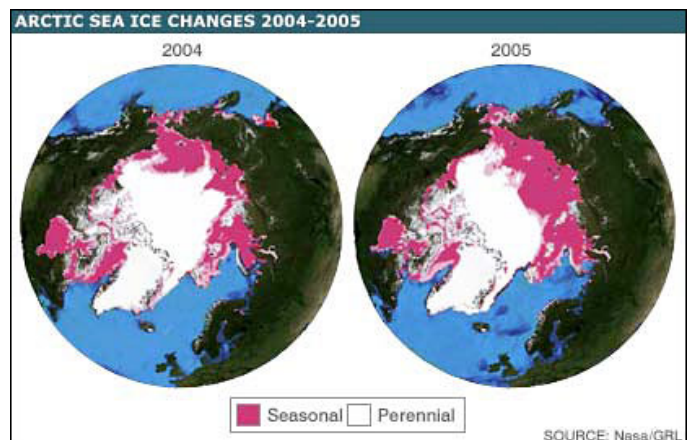 ARCTIC SEA ICE CHANGES 2004-2005
2004 2005
Seasonal Perennial
SOURCE: Nasa/GRL